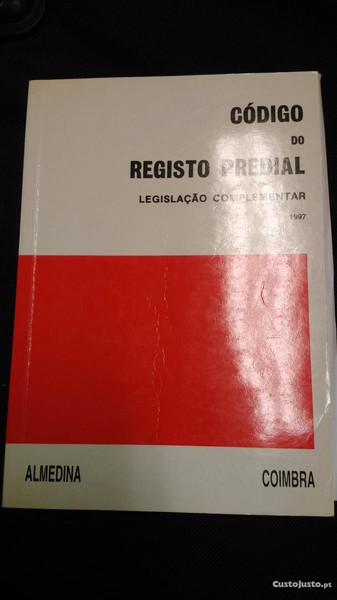 CÓDIGO
DO
REGISTO PREDIAL
LEGISLAÇÃO COMPLEMENTAR
1997
ALMEDINA
COIMBRA
CustoJusto.pt